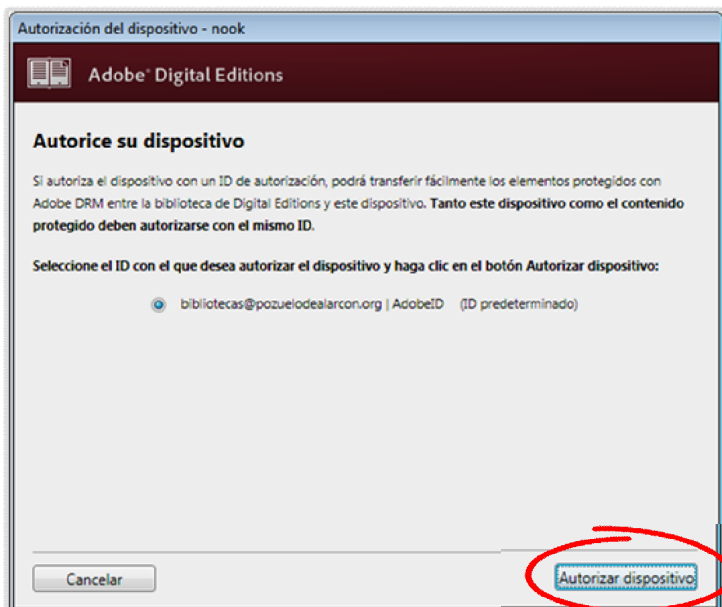 Autorización del dispositivo - nook
Adobe® Digital Editions
Autorice su dispositivo
Si autoriza el dispositivo con un ID de autorización, podrá transferir fácilmente los elementos protegidos con
Adobe DRM entre la biblioteca de Digital Editions y este dispositivo. Tanto este dispositivo como el contenido
protegido deben autorizarse con el mismo ID.
Seleccione el ID con el que desea autorizar el dispositivo y haga clic en el botón Autorizar dispositivo:
bibliotecas@pozuelodealarcon.org | AdobeID (ID predeterminado)
Cancelar
Autorizar dispositivo